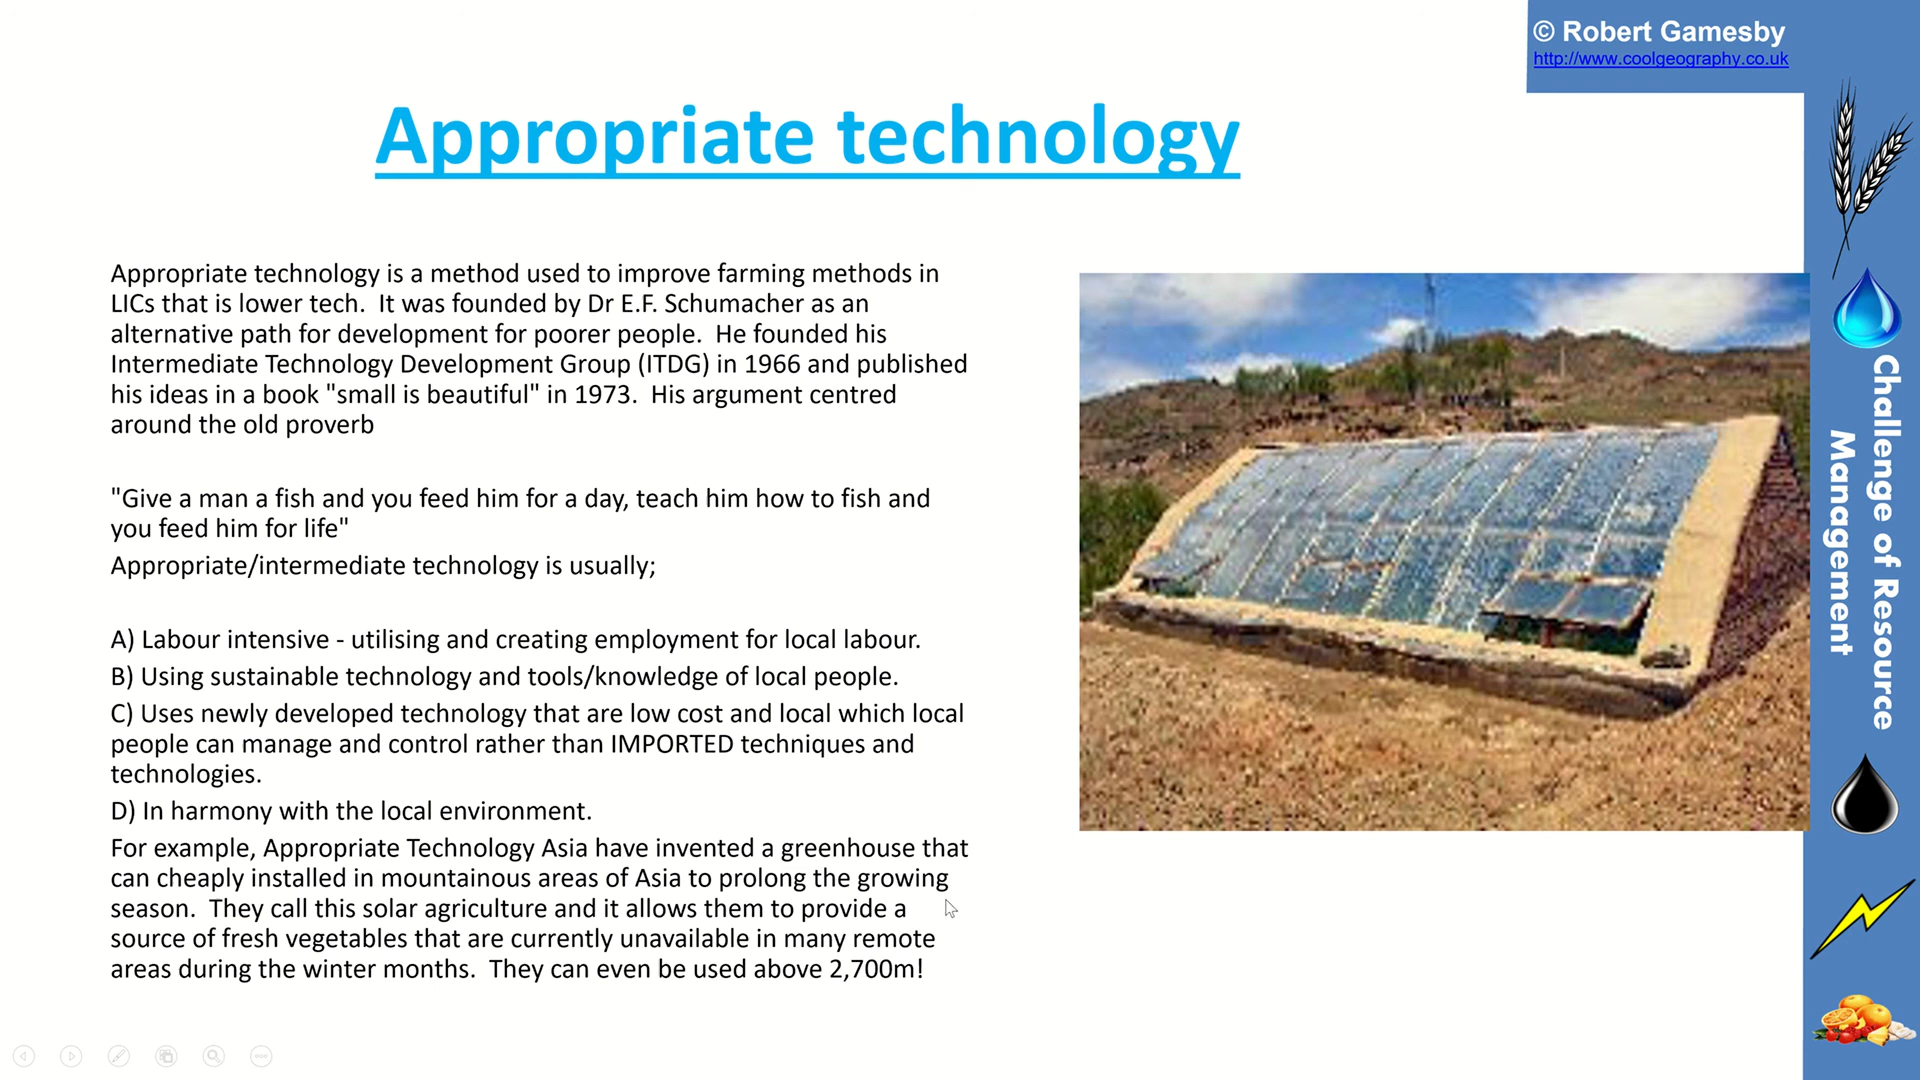 © Robert Gamesby
http://www.coolgeography.co.uk
Appropriate technology
Appropriate technology is a method used to improve farming methods in
LICs that is lower tech.  It was founded by Dr E.F. Schumacher as an
alternative path for development for poorer people.  He founded his
Intermediate Technology Development Group (ITDG) in 1966 and published
his ideas in a book "small is beautiful" in 1973.  His argument centred
around the old proverb
"Give a man a fish and you feed him for a day, teach him how to fish and
you feed him for life"
Appropriate/intermediate technology is usually;
A) Labour intensive - utilising and creating employment for local labour.
B) Using sustainable technology and tools/knowledge of local people.
C) Uses newly developed technology that are low cost and local which local
people can manage and control rather than IMPORTED techniques and
technologies.
D) In harmony with the local environment.
For example, Appropriate Technology Asia have invented a greenhouse that
can cheaply installed in mountainous areas of Asia to prolong the growing
season.  They call this solar agriculture and it allows them to provide a
source of fresh vegetables that are currently unavailable in many remote
areas during the winter months.  They can even be used above 2,700m!
Challenge of Resource
Management